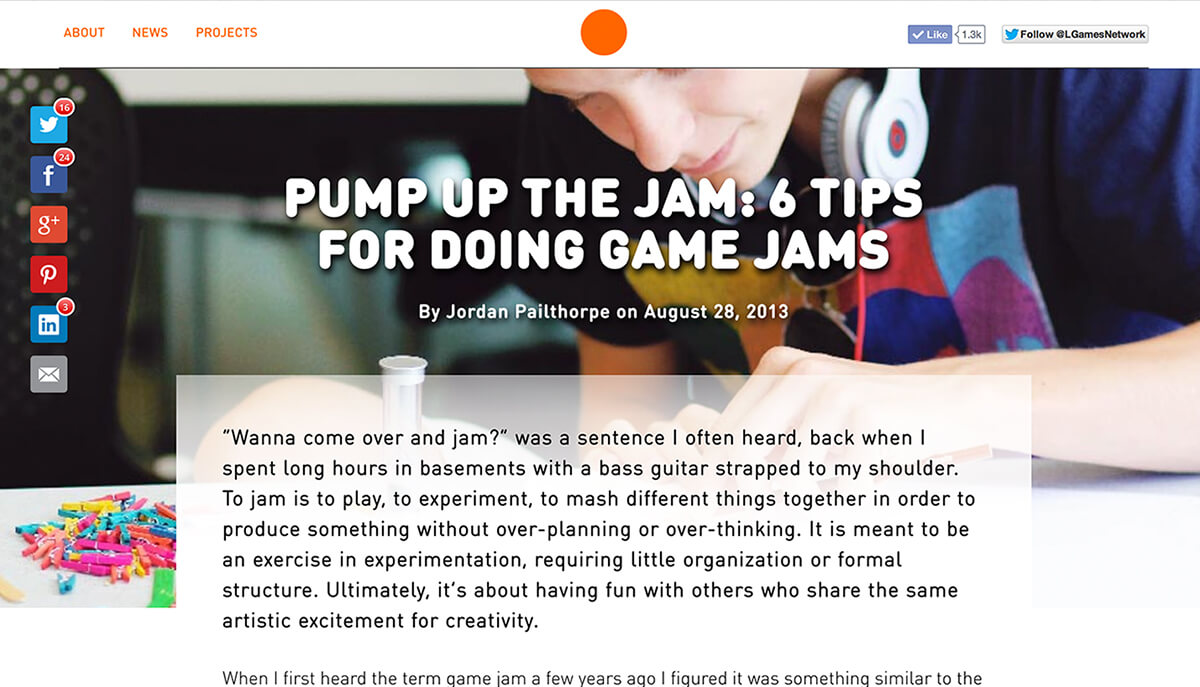 ABOUT NEWS PROJECTS
Like 1.3k
Follow @LGamesNetwork
16
24
f
g+
3
in
PUMP UP THE JAM: 6 TIPS
FOR DOING GAME JAMS
By Jordan Pailthorpe on August 28, 2013
"Wanna come over and jam?" was a sentence I often heard, back when I
spent long hours in basements with a bass guitar strapped to my shoulder.
To jam is to play, to experiment, to mash different things together in order to
produce something without over-planning or over-thinking. It is meant to be
an exercise in experimentation, requiring little organization or formal
structure. Ultimately, it's about having fun with others who share the same
artistic excitement for creativity.
When I first heard the term game jam a few years ago I figured it was something similar to the